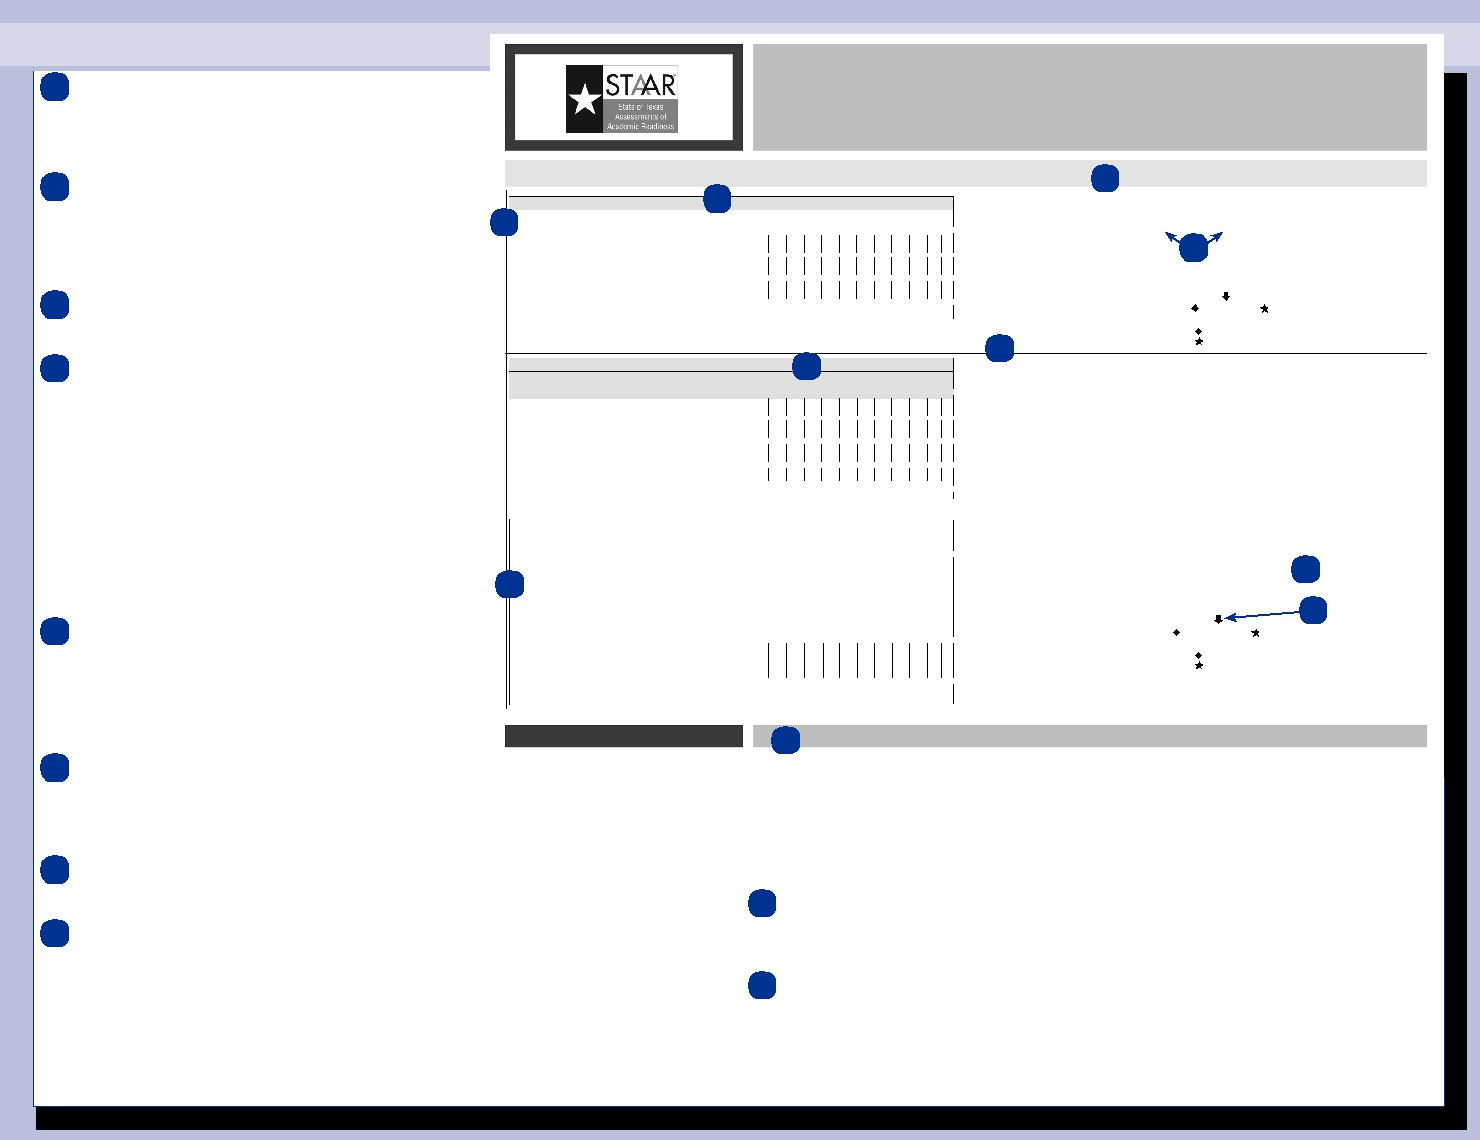 STAAR
State of Texas
Assessments of
Academic Readiness